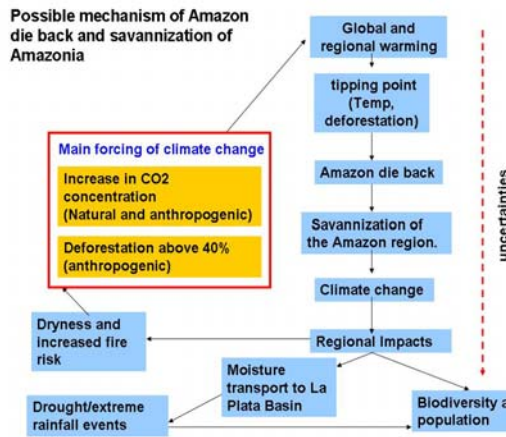 Possible mechanism of Amazon
die back and savannization of
Amazonia
Global and
regional warming
tipping point
(Temp,
deforestation)
Main forcing of climate change
Increase in CO2
concentration
(Natural and anthropogenic)
Deforestation above 40%
(anthropogenic)
Amazon die back
Savannization of
the Amazon region.
Climate change
uncertainties
Dryness and
increased fire
risk
Regional Impacts
Moisture
transport to La
Plata Basin
Drought/extreme
rainfall events
Biodiversity a
population